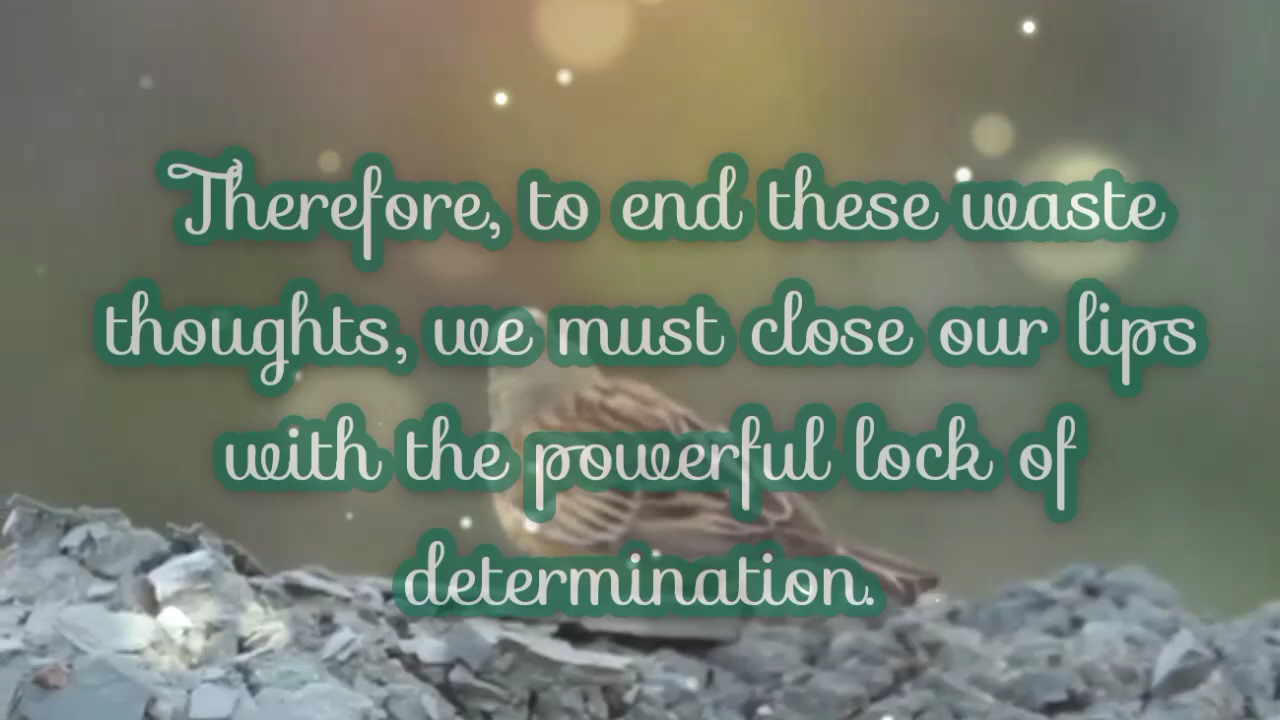 Therefore, to end these waste
thoughts, we must close our lips
with the powerful lock of
determination.